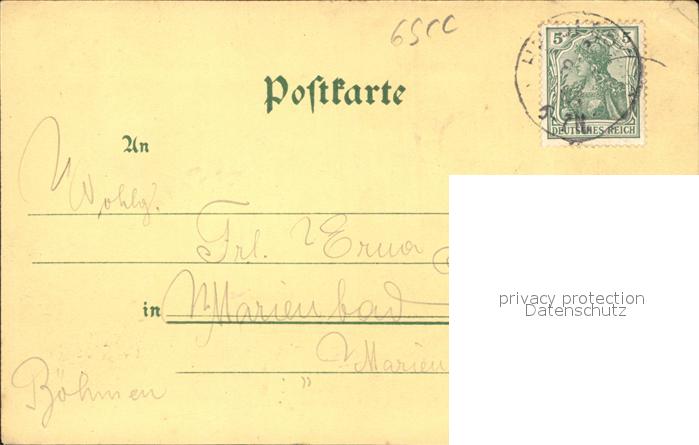 65cc
5 5
DEUTSCHES REICH
Postkarte
An
Wohlg.
Frl. Erna
in Marienbad
Marien
"
Böhmen
privacy protection
Datenschutz